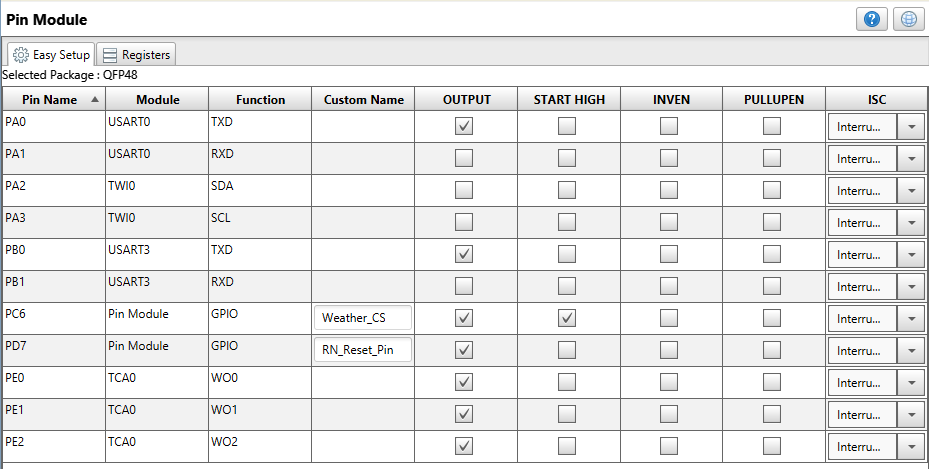 Pin Module
Easy Setup Registers
Selected Package : QFP48
Pin Name Module Function Custom Name OUTPUT START HIGH INVEN PULLUPEN ISC
PA0 USART0 TXD Interru...
PA1 USART0 RXD Interru...
PA2 TWI0 SDA Interru...
PA3 TWI0 SCL Interru...
PB0 USART3 TXD Interru...
PB1 USART3 RXD Interru...
PC6 Pin Module GPIO Weather_CS Interru...
PD7 Pin Module GPIO RN_Reset_Pin Interru...
PE0 TCA0 WO0 Interru...
PE1 TCA0 WO1 Interru...
PE2 TCA0 WO2 Interru...